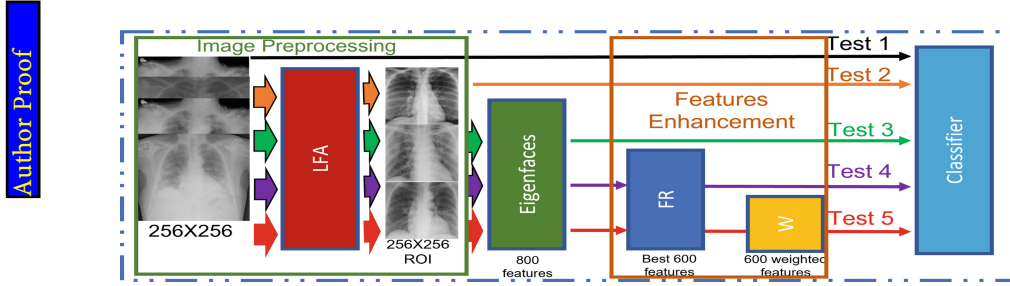 Author Proof
Image Preprocessing
256X256
LFA
256X256
ROI
Eigenfaces
800
features
Features
Enhancement
FR
Best 600
features
W
600 weighted
features
Test 1
Test 2
Test 3
Test 4
Test 5
Classifier